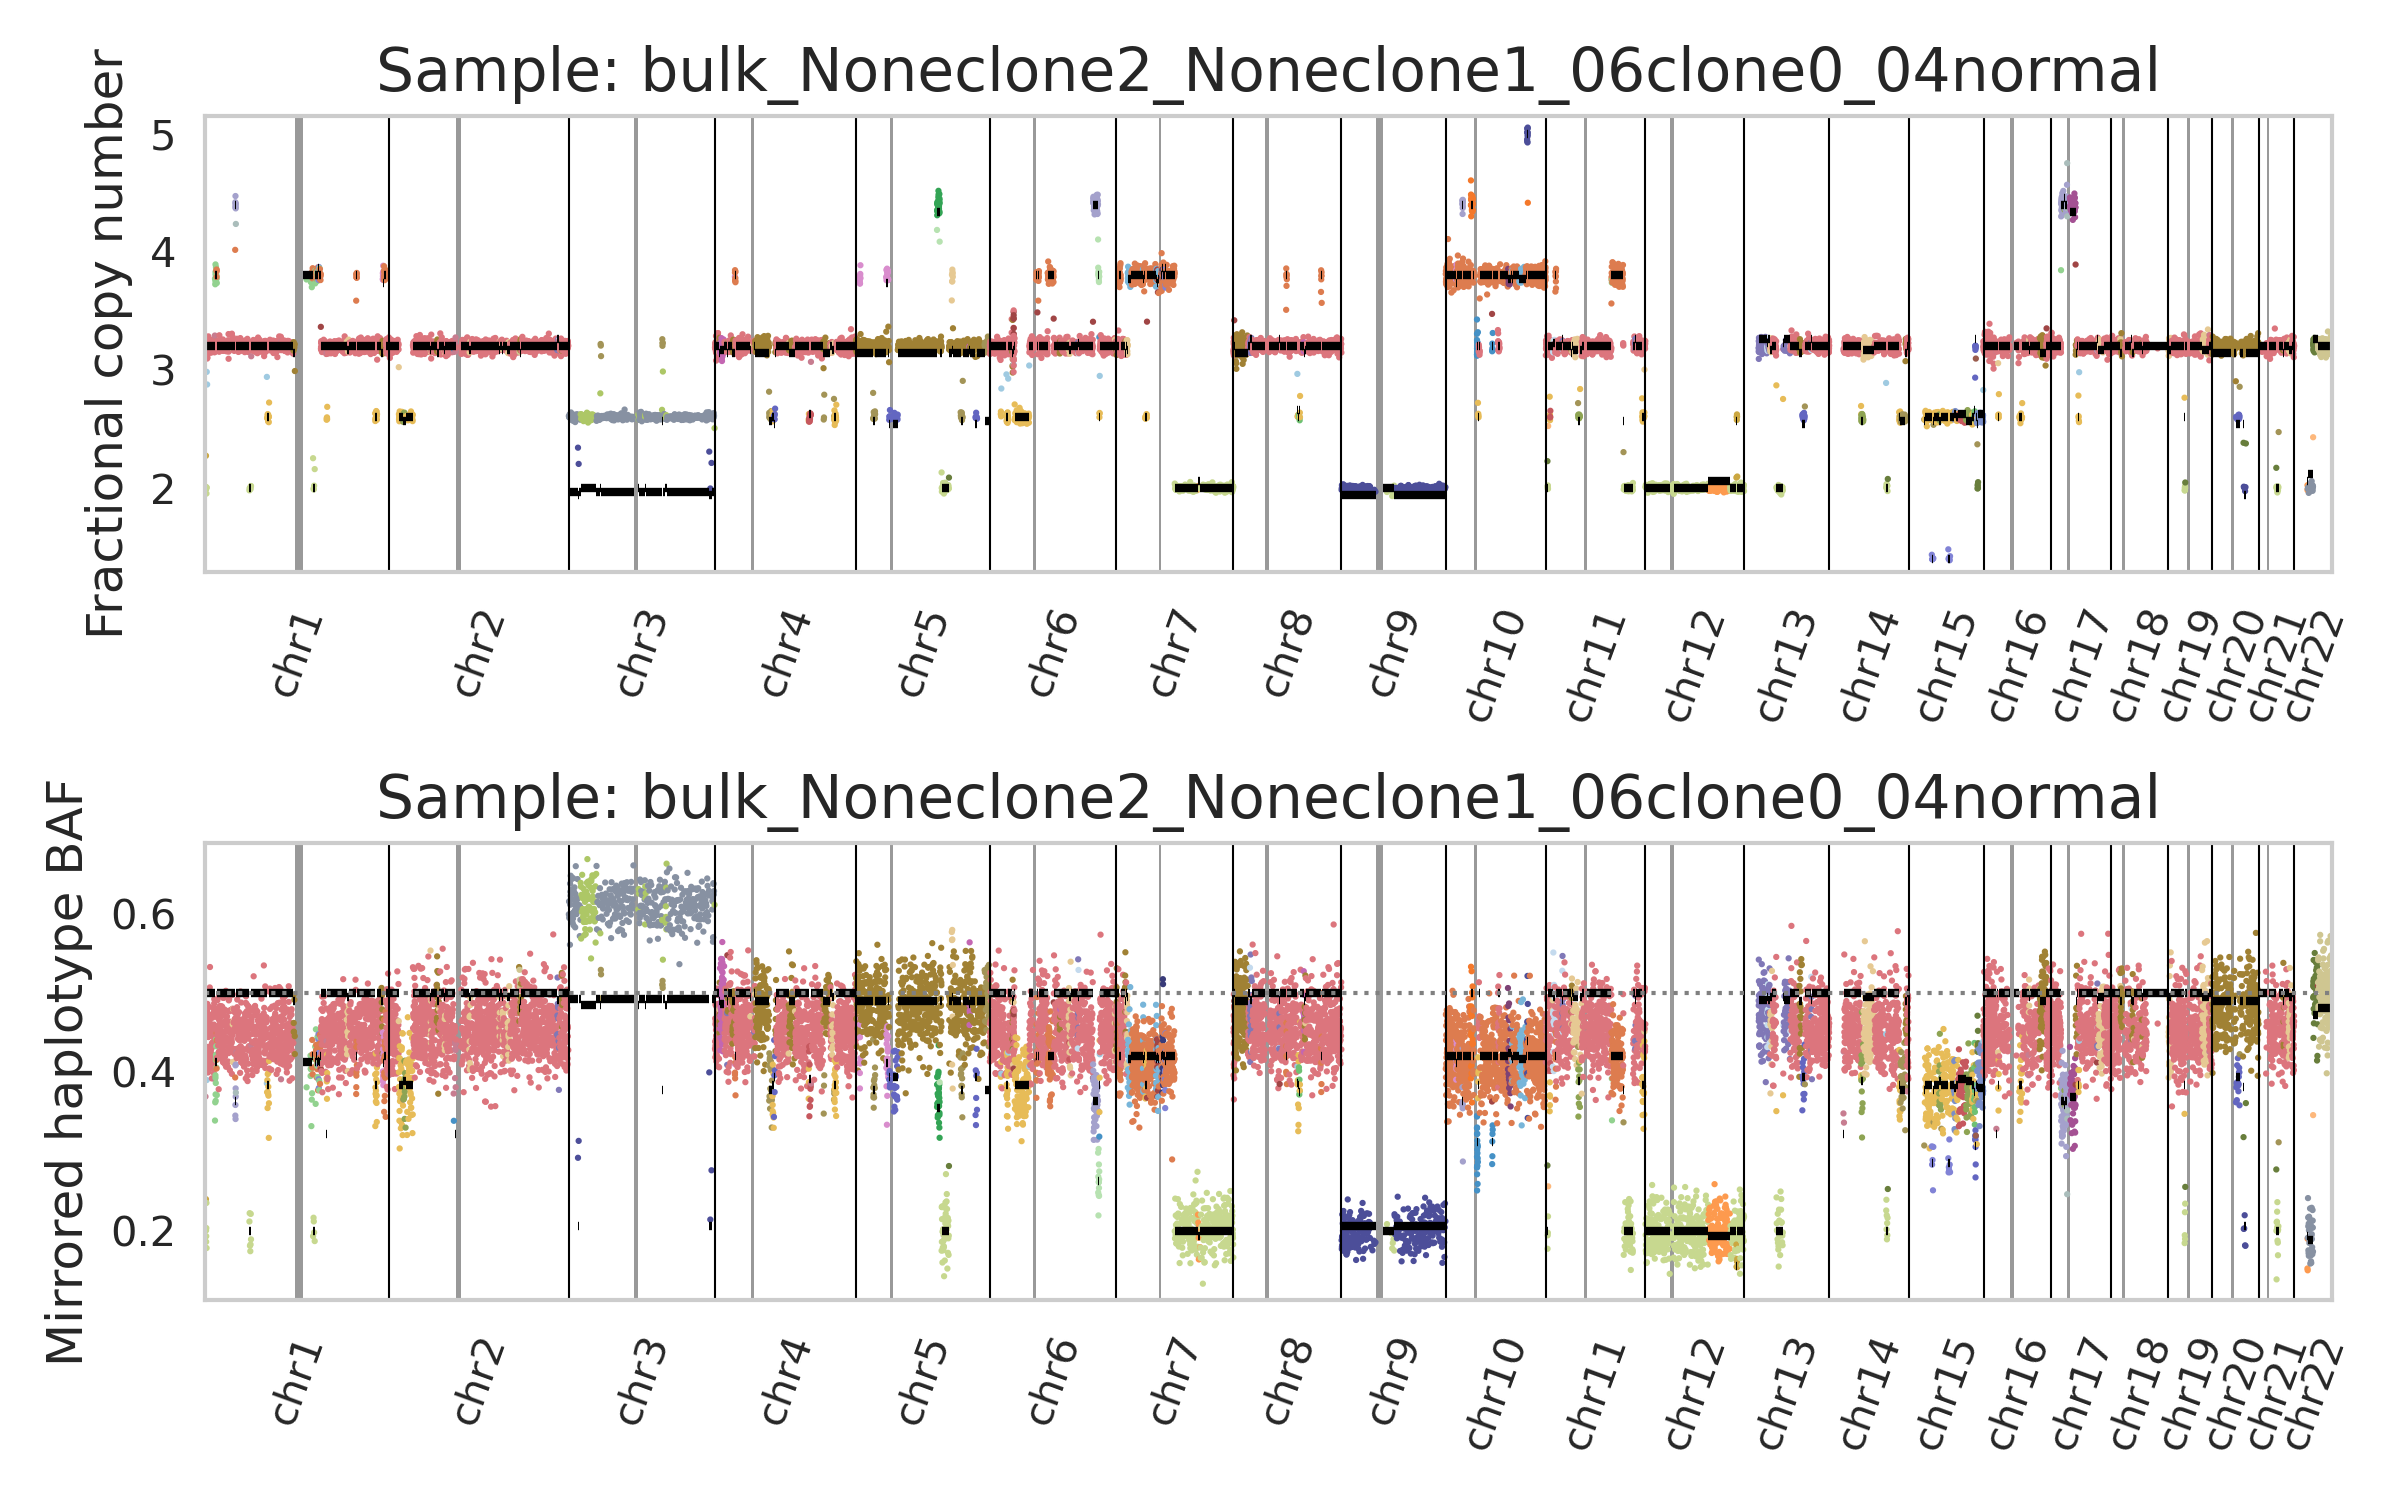 Sample: bulk_Noneclone2_Noneclone1_06clone0_04normal
Fractional copy number
5
4
3
2
chr1
chr2
chr3
chr4
chr5
chr6
chr7
chr8
chr9
chr10
chr11
chr12
chr13
chr14
chr15
chr16
chr17
chr18
chr19
chr20
chr21
chr22
Sample: bulk_Noneclone2_Noneclone1_06clone0_04normal
Mirrored haplotype BAF
0.6
0.4
0.2
chr1
chr2
chr3
chr4
chr5
chr6
chr7
chr8
chr9
chr10
chr11
chr12
chr13
chr14
chr15
chr16
chr17
chr18
chr19
chr20
chr21
chr22